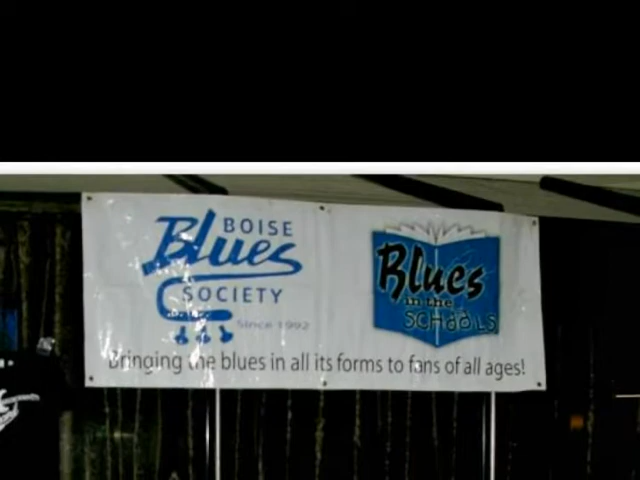 BOISE
Blues
SOCIETY
Since 1992
Blues
in the
SCHOOLS
Bringing the blues in all its forms to fans of all ages!